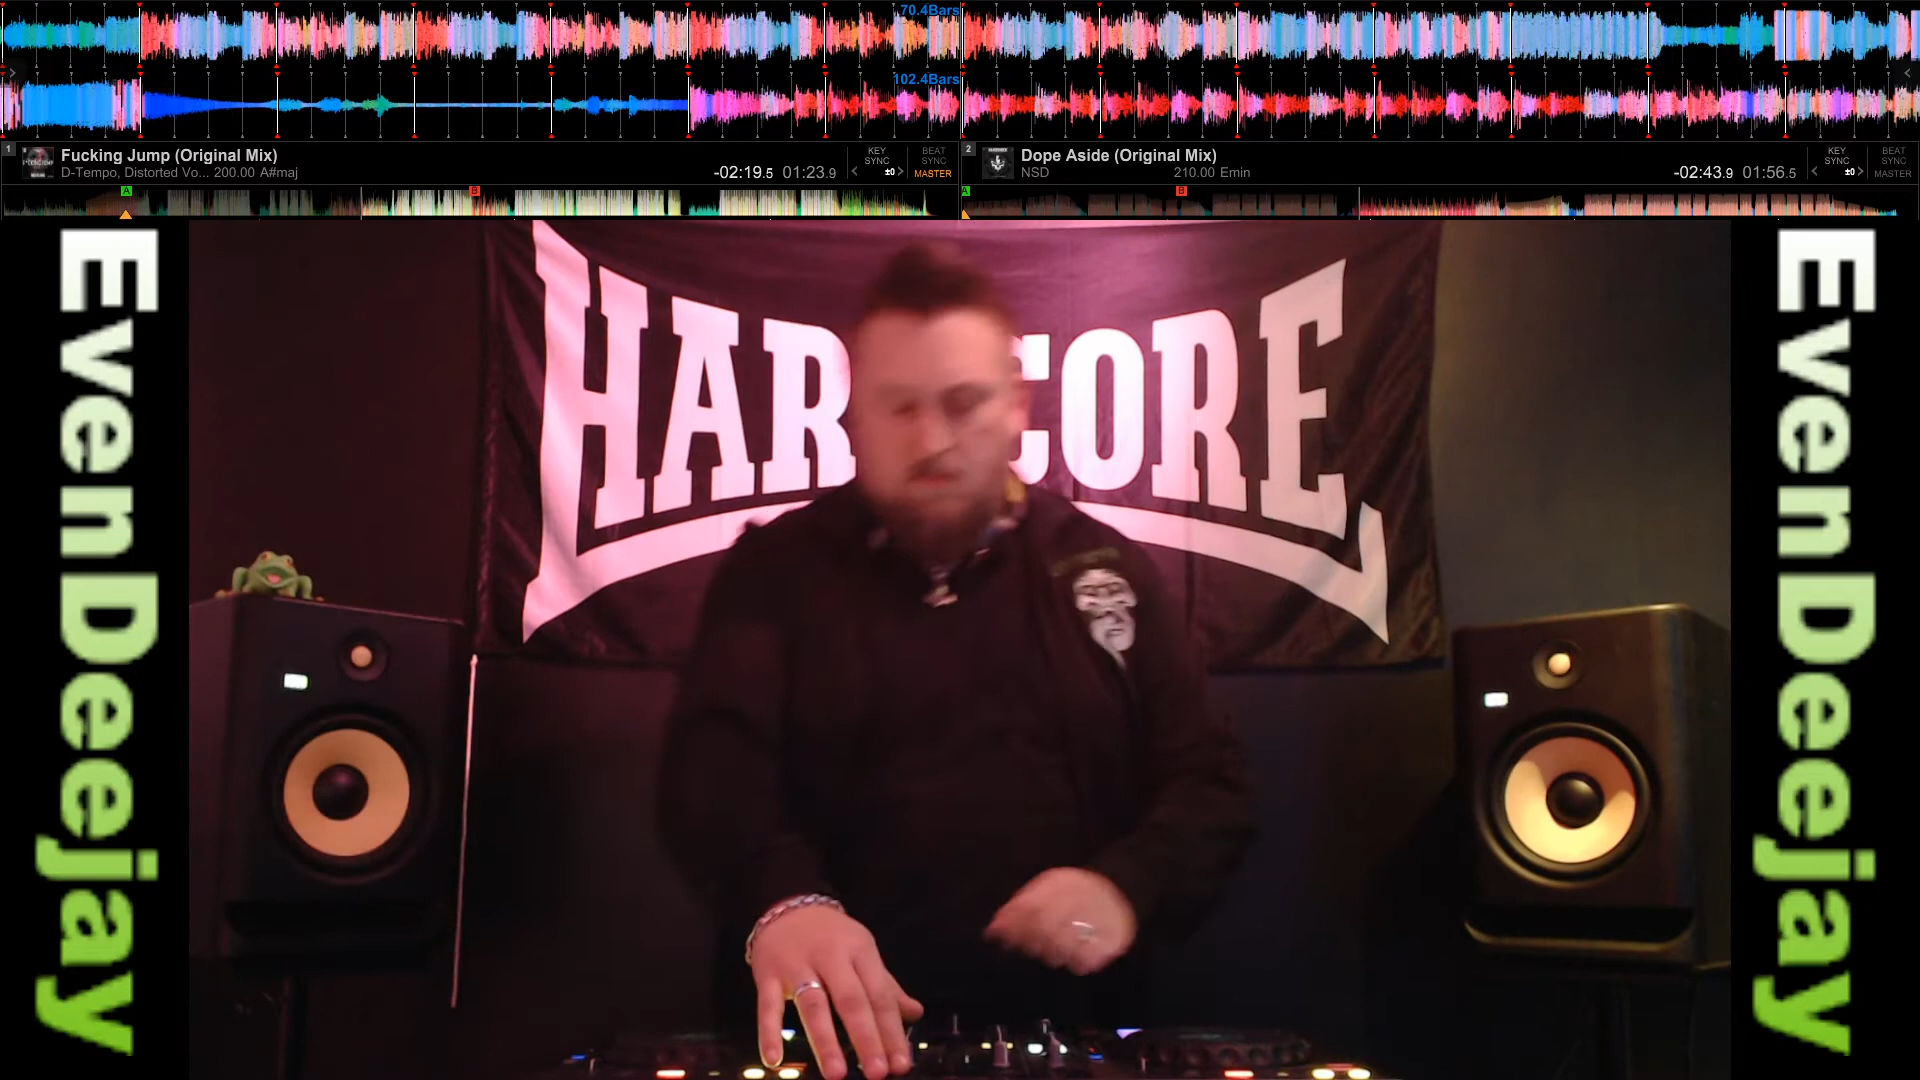 70.4Bars
102.4Bars
1
Fucking Jump (Original Mix)
D-Tempo, Distorted Vo... 200.00 A#maj
-02:19.5 01:23.9
KEY SYNC
±0
BEAT SYNC
MASTER
2
Dope Aside (Original Mix)
NSD 210.00 Emin
-02:43.9 01:56.5
KEY SYNC
±0
BEAT SYNC
MASTER
A
B
A
B
EvenDeejay
HARDCORE
EvenDeejay